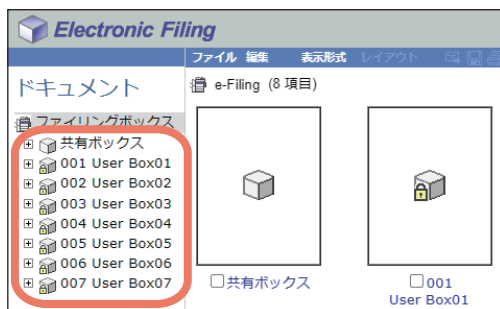 Electronic Filing
ファイル 編集 表示形式 レイアウト
ドキュメント
e-Filing (8 項目)
ファイリングボックス
共有ボックス
001 User Box01
002 User Box02
003 User Box03
004 User Box04
005 User Box05
006 User Box06
007 User Box07
共有ボックス
001
User Box01